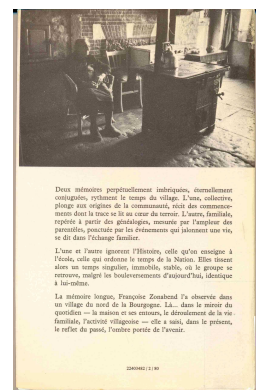 Deux mémoires perpétuellement imbriquées, éternellement
conjuguées, rythment le temps du village. L'une, collective,
plonge aux origines de la communauté, récit des commence-
ments dont la trace se lit au cœur du terroir. L'autre, familiale,
repérée à partir des généalogies, mesurée par l'ampleur des
parentèles, ponctuée par les événements qui jalonnent une vie,
se dit dans l'échange familier.
L'une et l'autre ignorent l'Histoire, celle qu'on enseigne à
l'école, celle qui ordonne le temps de la Nation. Elles tissent
alors un temps singulier, immobile, stable, où le groupe se
retrouve, malgré les bouleversements d'aujourd'hui, identique
à lui-même.
La mémoire longue, Françoise Zonabend l'a observée dans
un village du nord de la Bourgogne. Là... dans le miroir du
quotidien — la maison et ses entours, le déroulement de la vie
familiale, l'activité villageoise — elle a saisi, dans le présent,
le reflet du passé, l'ombre portée de l'avenir.